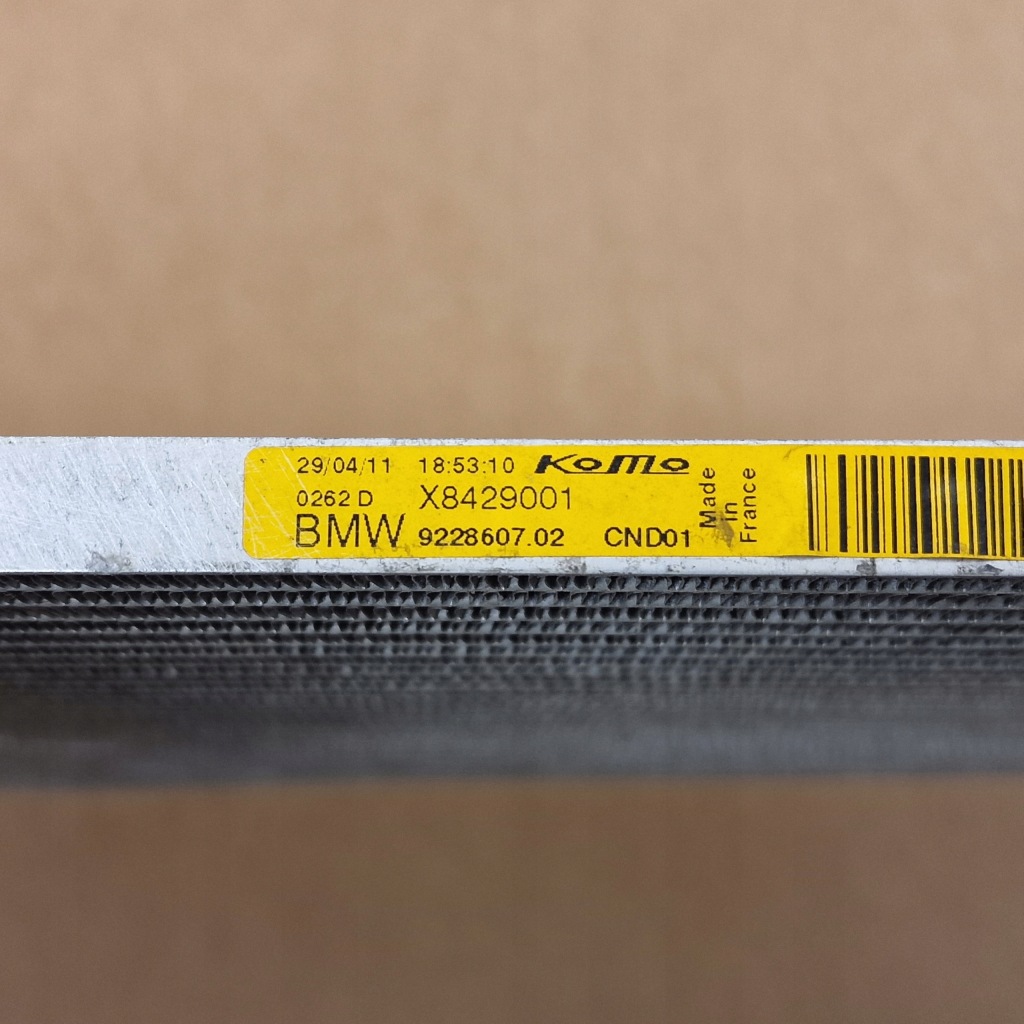 29/04/11 18:53:10 KoMo
0262 D X8429001
BMW 9228607.02 CND01
Made
in
France